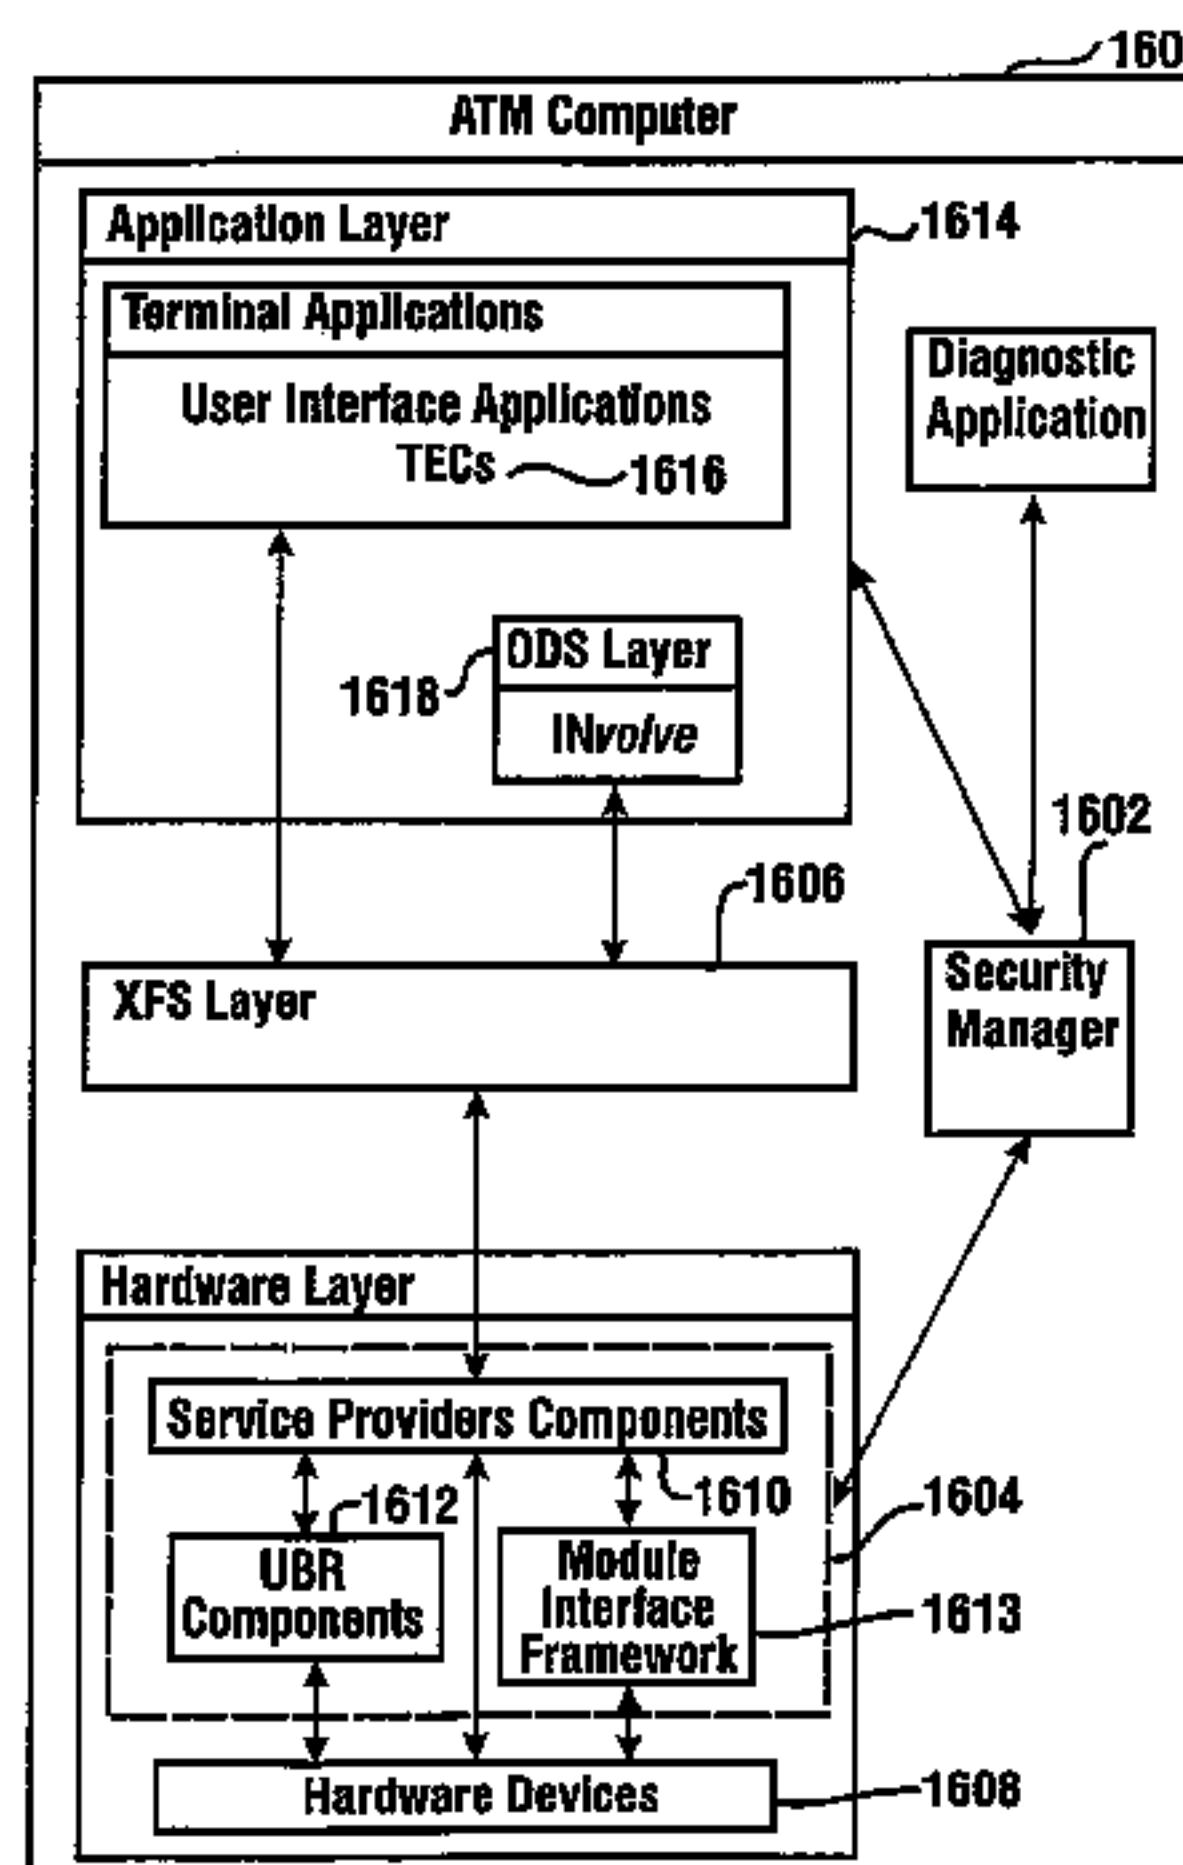 160
ATM Computer
Application Layer
1614
Terminal Applications
User Interface Applications
TECs
1616
Diagnostic
Application
ODS Layer
1618
INvolve
1602
1606
XFS Layer
Security
Manager
Hardware Layer
Service Providers Components
1610
1612
1604
UBR
Components
Module
Interface
Framework
1613
Hardware Devices
1608